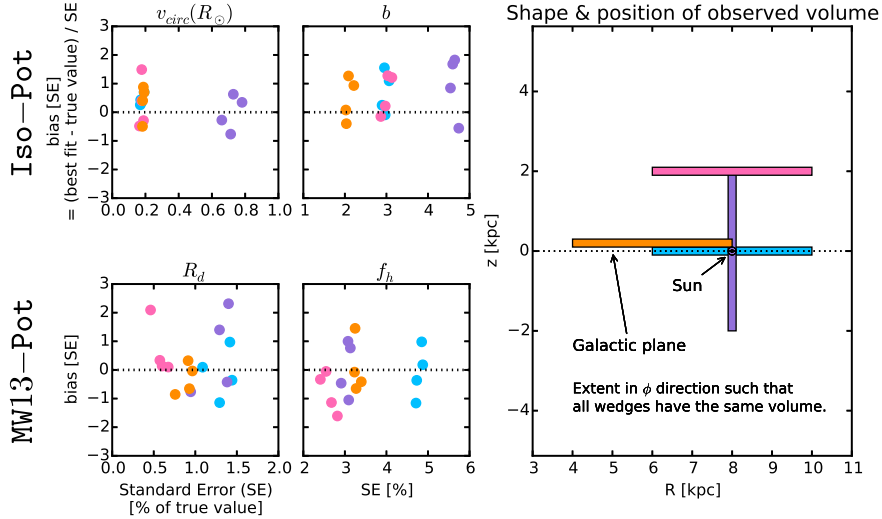 v_circ(R_⊙)
b
Shape & position of observed volume
Iso−Pot
bias [SE]
= (best fit - true value) / SE
3
2
1
0
−1
−2
−3
0.0 0.2 0.4 0.6 0.8 1.0
1 2 3 4 5
R_d
f_h
MW13−Pot
bias [SE]
3
2
1
0
−1
−2
−3
0.0 0.5 1.0 1.5 2.0
Standard Error (SE)
[% of true value]
2 3 4 5 6
SE [%]
z [kpc]
4
2
0
−2
−4
Sun
Galactic plane
Extent in ϕ direction such that
all wedges have the same volume.
3 4 5 6 7 8 9 10 11
R [kpc]